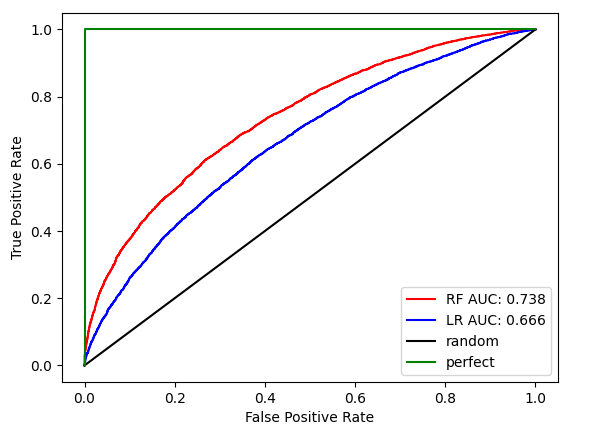 1.0
0.8
0.6
0.4
0.2
0.0
True Positive Rate
RF AUC: 0.738
LR AUC: 0.666
random
perfect
0.0 0.2 0.4 0.6 0.8 1.0
False Positive Rate